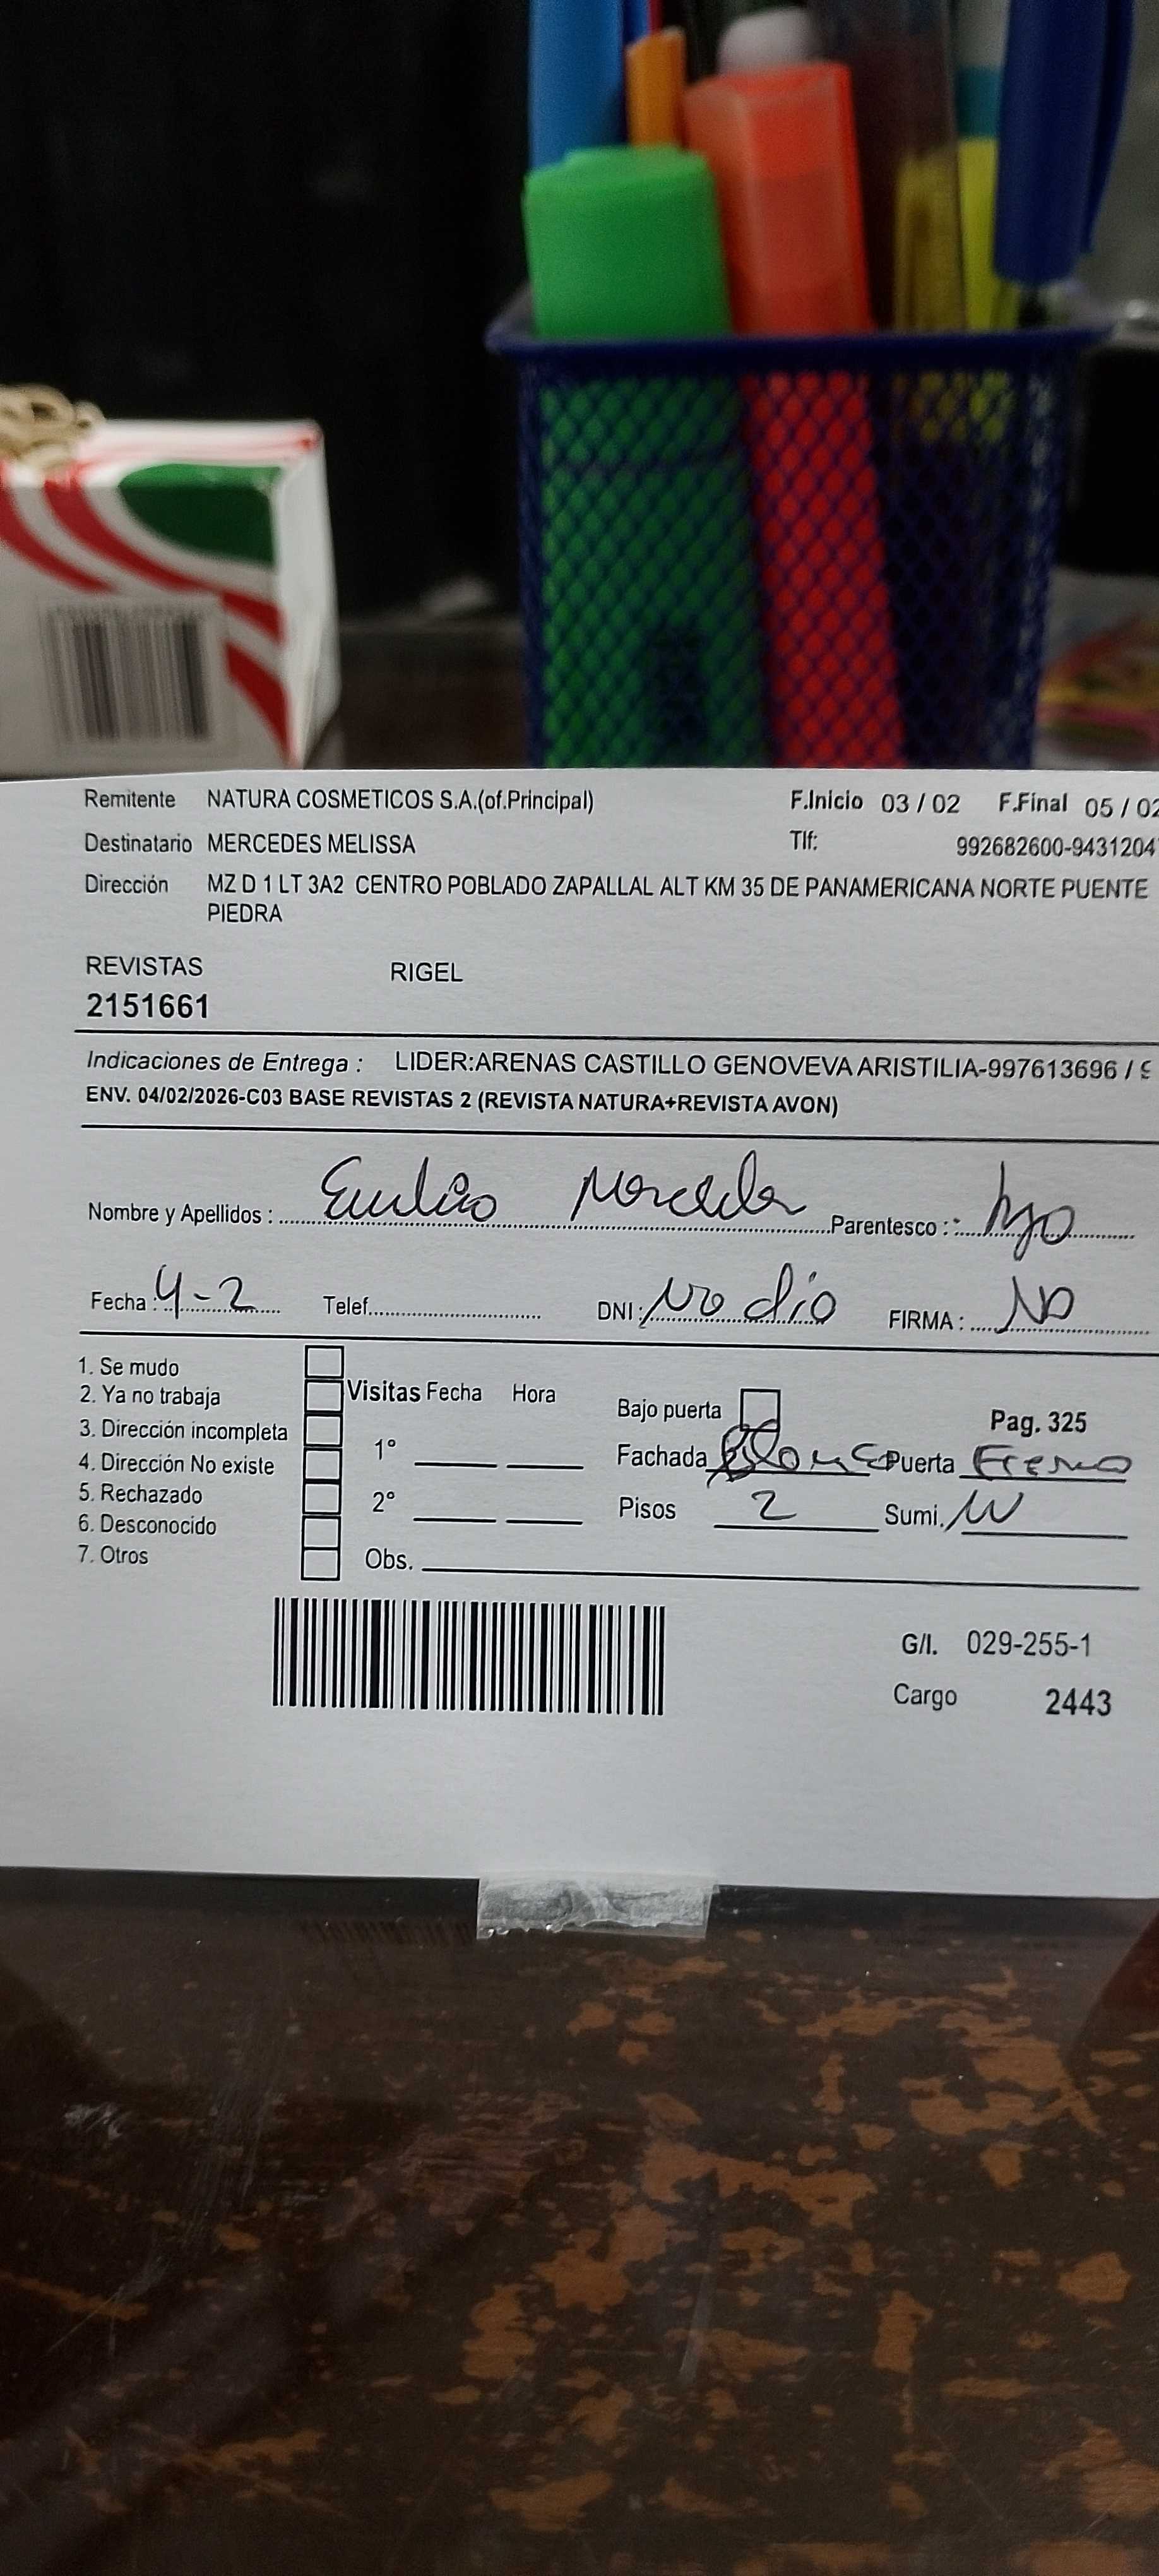 Remitente NATURA COSMETICOS S.A.(of.Principal) F.Inicio 03 / 02 F.Final 05 / 02
Destinatario MERCEDES MELISSA Tlf: 992682600-9431204
Dirección MZ D 1 LT 3A2 CENTRO POBLADO ZAPALLAL ALT KM 35 DE PANAMERICANA NORTE PUENTE
PIEDRA
REVISTAS RIGEL
2151661
Indicaciones de Entrega : LIDER:ARENAS CASTILLO GENOVEVA ARISTILIA-997613696 / 9
ENV. 04/02/2026-C03 BASE REVISTAS 2 (REVISTA NATURA+REVISTA AVON)
Nombre y Apellidos : Emilio Mercedes Parentesco : hijo
Fecha : 4-2 Telef. DNI: No dio FIRMA : No
1. Se mudo
2. Ya no trabaja Visitas Fecha Hora Bajo puerta Pag. 325
3. Dirección incompleta 1° Fachada Blanco Puerta Fierro
4. Dirección No existe
5. Rechazado 2° Pisos 2 Sumi.
6. Desconocido
7. Otros Obs.
G/I. 029-255-1
Cargo 2443